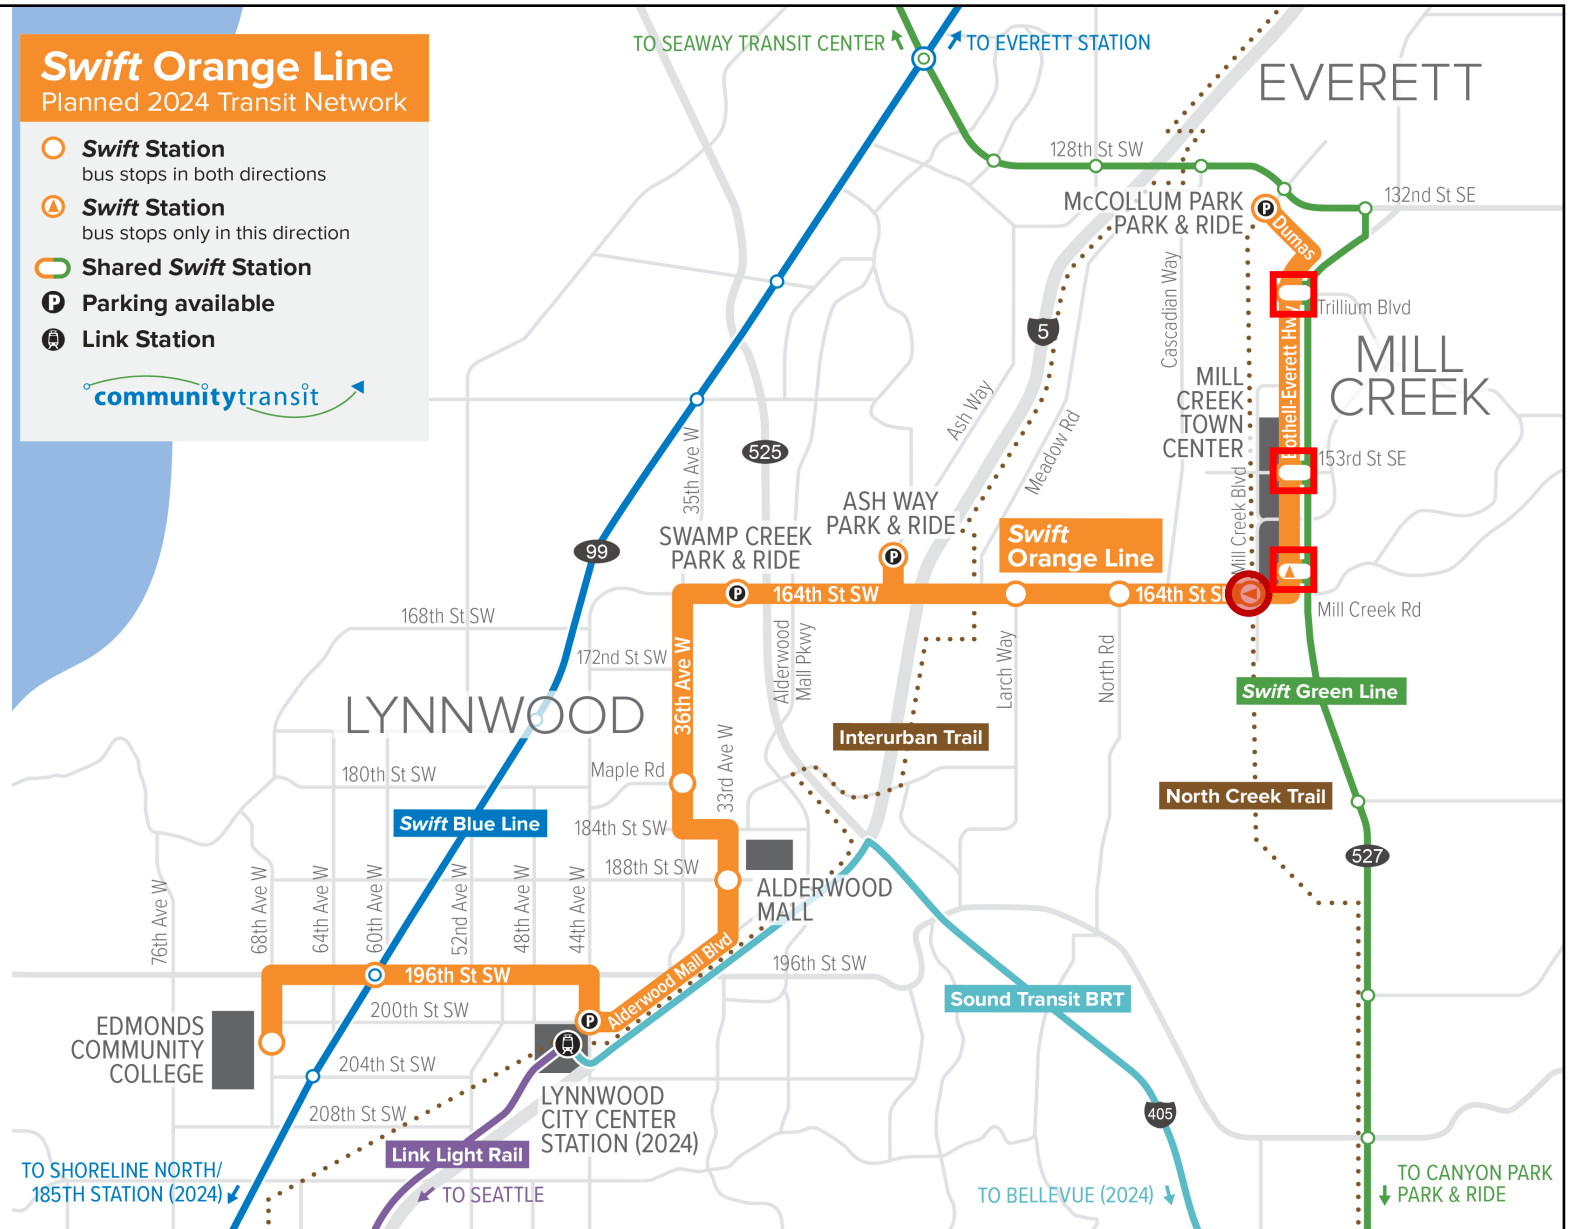 Swift Orange Line
Planned 2024 Transit Network
Swift Station
bus stops in both directions
Swift Station
bus stops only in this direction
Shared Swift Station
P
Parking available
Link Station
communitytransit
TO SEAWAY TRANSIT CENTER
TO EVERETT STATION
EVERETT
128th St SW
132nd St SE
McCOLLUM PARK
PARK & RIDE
P
Dumas
Trillium Blvd
Cascadian Way
5
Bothell-Everett Hwy
MILL
CREEK
MILL
CREEK
TOWN
CENTER
153rd St SE
Mill Creek Blvd
Ash Way
Meadow Rd
525
35th Ave W
99
ASH WAY
PARK & RIDE
P
SWAMP CREEK
PARK & RIDE
P
Swift
Orange Line
164th St SW
164th St SE
Mill Creek Rd
168th St SW
172nd St SW
36th Ave W
Alderwood
Mall Pkwy
Larch Way
North Rd
Swift Green Line
LYNNWOOD
Interurban Trail
33rd Ave W
Maple Rd
180th St SW
North Creek Trail
Swift Blue Line
184th St SW
188th St SW
527
ALDERWOOD
MALL
76th Ave W
68th Ave W
64th Ave W
60th Ave W
52nd Ave W
48th Ave W
44th Ave W
196th St SW
Alderwood Mall Blvd
196th St SW
200th St SW
P
Sound Transit BRT
EDMONDS
COMMUNITY
COLLEGE
204th St SW
208th St SW
LYNNWOOD
CITY CENTER
STATION (2024)
405
Link Light Rail
TO SHORELINE NORTH/
185TH STATION (2024)
TO SEATTLE
TO BELLEVUE (2024)
TO CANYON PARK
PARK & RIDE